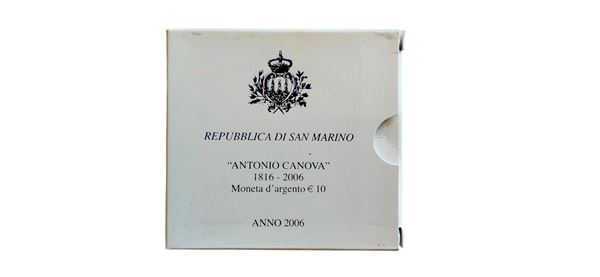 REPUBBLICA DI SAN MARINO
"ANTONIO CANOVA"
1816 - 2006
Moneta d'argento € 10
ANNO 2006